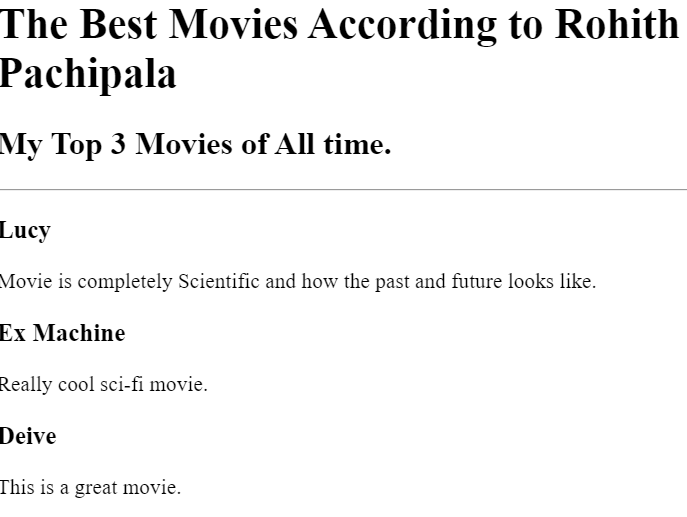 The Best Movies According to Rohith
Pachipala
My Top 3 Movies of All time.
Lucy
Movie is completely Scientific and how the past and future looks like.
Ex Machine
Really cool sci-fi movie.
Deive
This is a great movie.